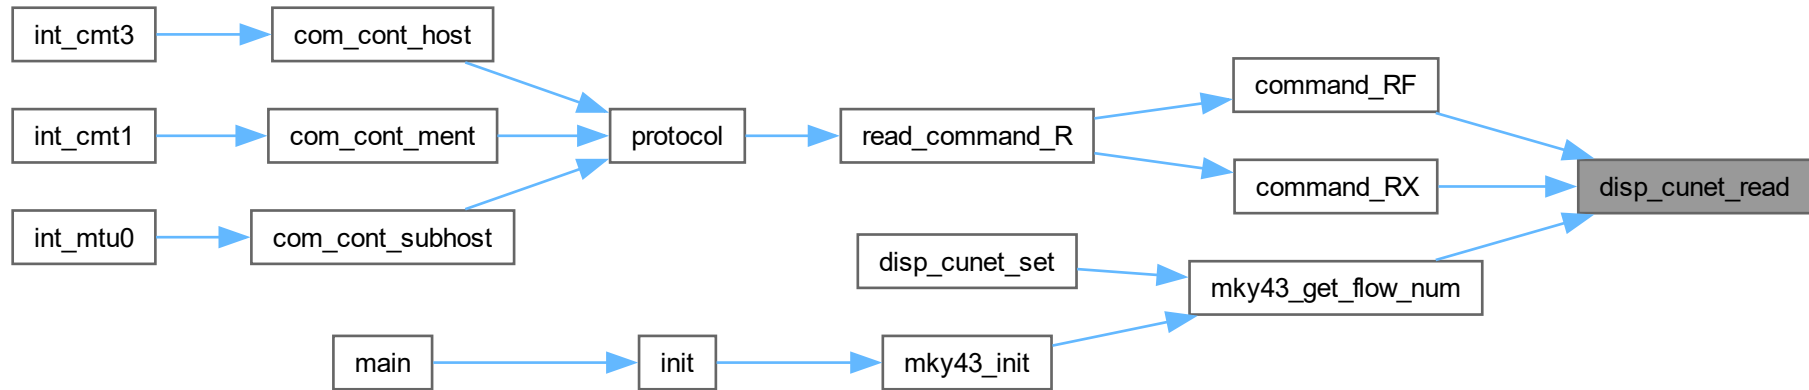 int_cmt3
com_cont_host
int_cmt1
com_cont_ment
int_mtu0
com_cont_subhost
protocol
read_command_R
command_RF
command_RX
disp_cunet_read
disp_cunet_set
mky43_get_flow_num
main
init
mky43_init